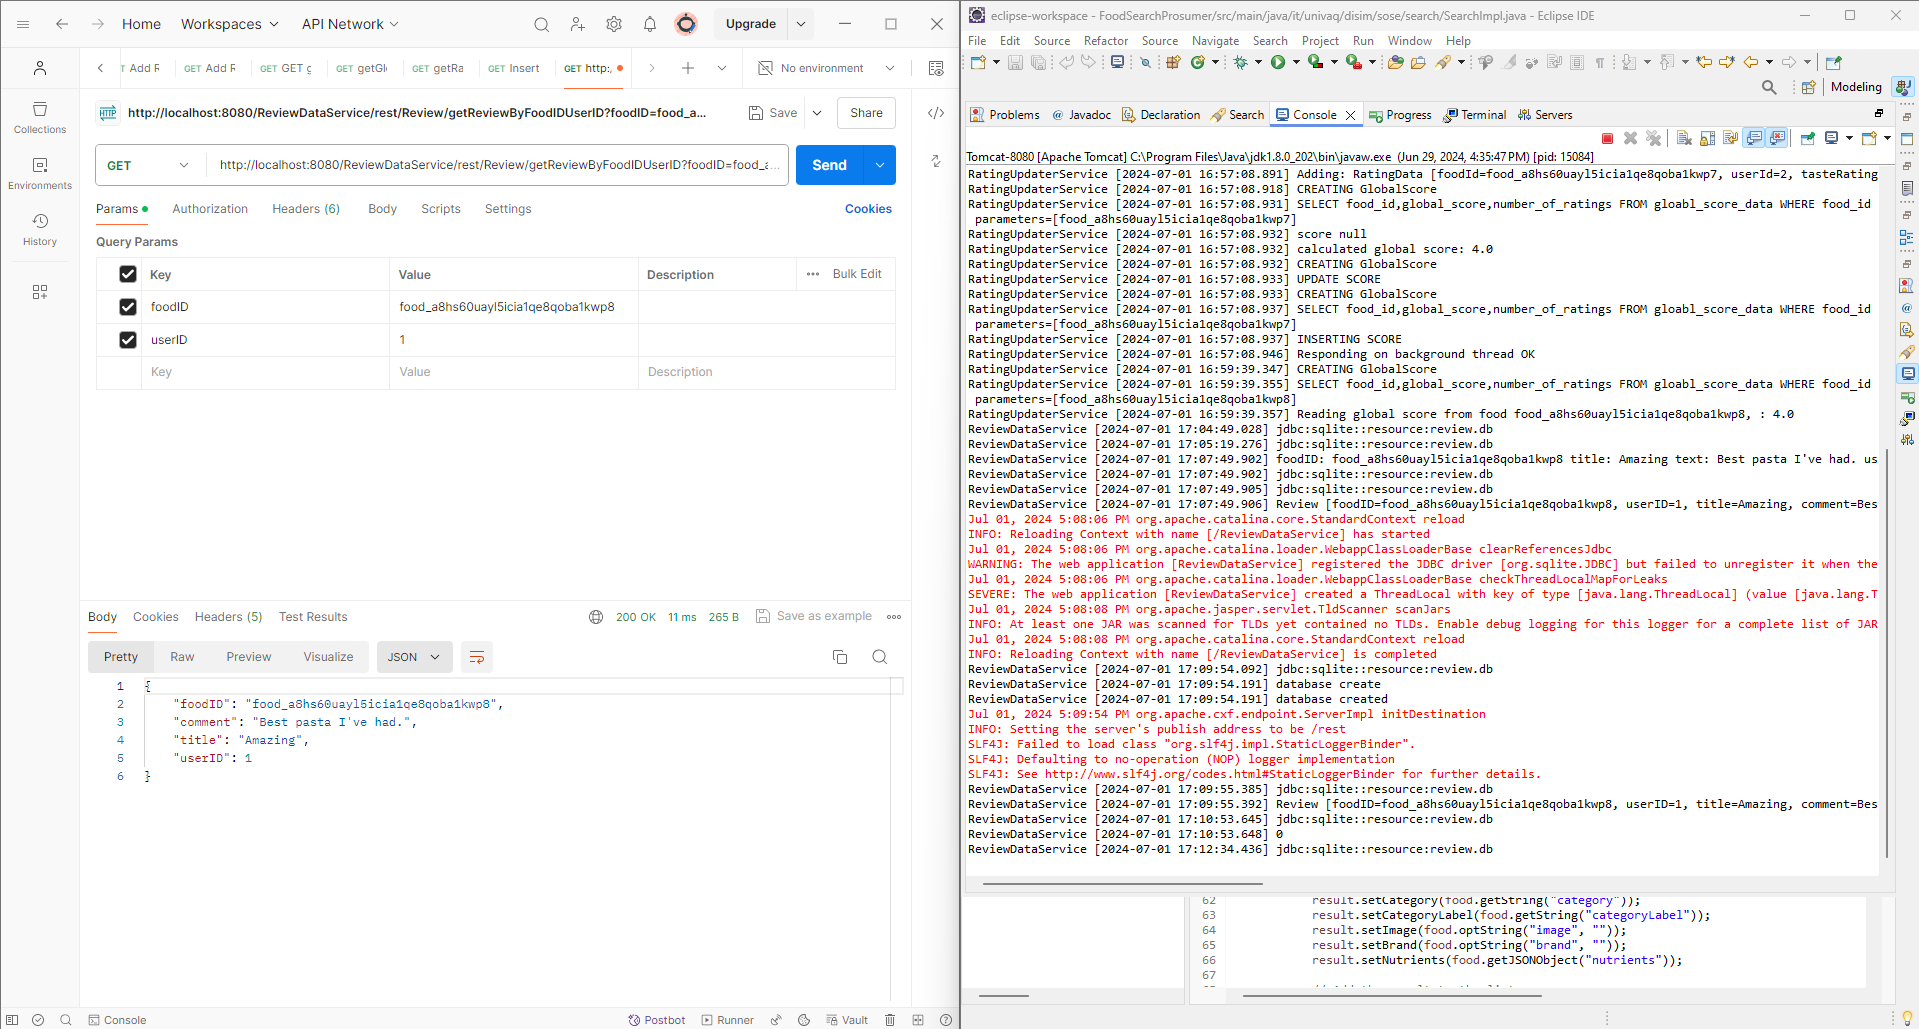 Home
Workspaces
API Network
Upgrade
Add R
Add R
GET g
getGl
getRa
Insert
GET http:/
No environment
Collections
Environments
History
HTTP
http://localhost:8080/ReviewDataService/rest/Review/getReviewByFoodIDUserID?foodID=food_a...
Save
Share
GET
http://localhost:8080/ReviewDataService/rest/Review/getReviewByFoodIDUserID?foodID=food_a...
Send
Params
Authorization
Headers (6)
Body
Scripts
Settings
Cookies
Query Params
Key
Value
Description
Bulk Edit
foodID
food_a8hs60uayl5icia1qe8qoba1kwp8
userID
1
Key
Value
Description
Body
Cookies
Headers (5)
Test Results
200 OK
11 ms
265 B
Save as example
Pretty
Raw
Preview
Visualize
JSON
1 {
2 "foodID": "food_a8hs60uayl5icia1qe8qoba1kwp8",
3 "comment": "Best pasta I've had.",
4 "title": "Amazing",
5 "userID": 1
6 }
Console
Postbot
Runner
Vault
eclipse-workspace - FoodSearchProsumer/src/main/java/it/univaq/disim/sose/search/SearchImpl.java - Eclipse IDE
File Edit Source Refactor Source Navigate Search Project Run Window Help
Modeling
Problems
Javadoc
Declaration
Search
Console
Progress
Terminal
Servers
Tomcat-8080 [Apache Tomcat] C:\Program Files\Java\jdk1.8.0_202\bin\javaw.exe (Jun 29, 2024, 4:35:47 PM) [pid: 15084]
RatingUpdaterService [2024-07-01 16:57:08.891] Adding: RatingData [foodId=food_a8hs60uayl5icia1qe8qoba1kwp7, userId=2, tasteRating
RatingUpdaterService [2024-07-01 16:57:08.918] CREATING GlobalScore
RatingUpdaterService [2024-07-01 16:57:08.931] SELECT food_id,global_score,number_of_ratings FROM gloabl_score_data WHERE food_id
parameters=[food_a8hs60uayl5icia1qe8qoba1kwp7]
RatingUpdaterService [2024-07-01 16:57:08.932] score null
RatingUpdaterService [2024-07-01 16:57:08.932] calculated global score: 4.0
RatingUpdaterService [2024-07-01 16:57:08.932] CREATING GlobalScore
RatingUpdaterService [2024-07-01 16:57:08.933] UPDATE SCORE
RatingUpdaterService [2024-07-01 16:57:08.933] CREATING GlobalScore
RatingUpdaterService [2024-07-01 16:57:08.937] SELECT food_id,global_score,number_of_ratings FROM gloabl_score_data WHERE food_id
parameters=[food_a8hs60uayl5icia1qe8qoba1kwp7]
RatingUpdaterService [2024-07-01 16:57:08.937] INSERTING SCORE
RatingUpdaterService [2024-07-01 16:57:08.946] Responding on background thread OK
RatingUpdaterService [2024-07-01 16:59:39.347] CREATING GlobalScore
RatingUpdaterService [2024-07-01 16:59:39.355] SELECT food_id,global_score,number_of_ratings FROM gloabl_score_data WHERE food_id
parameters=[food_a8hs60uayl5icia1qe8qoba1kwp8]
RatingUpdaterService [2024-07-01 16:59:39.357] Reading global score from food food_a8hs60uayl5icia1qe8qoba1kwp8, : 4.0
ReviewDataService [2024-07-01 17:04:49.028] jdbc:sqlite::resource:review.db
ReviewDataService [2024-07-01 17:05:19.276] jdbc:sqlite::resource:review.db
ReviewDataService [2024-07-01 17:07:49.902] foodID: food_a8hs60uayl5icia1qe8qoba1kwp8 title: Amazing text: Best pasta I've had. us
ReviewDataService [2024-07-01 17:07:49.902] jdbc:sqlite::resource:review.db
ReviewDataService [2024-07-01 17:07:49.905] jdbc:sqlite::resource:review.db
ReviewDataService [2024-07-01 17:07:49.906] Review [foodID=food_a8hs60uayl5icia1qe8qoba1kwp8, userID=1, title=Amazing, comment=Bes
Jul 01, 2024 5:08:06 PM org.apache.catalina.core.StandardContext reload
INFO: Reloading Context with name [/ReviewDataService] has started
Jul 01, 2024 5:08:06 PM org.apache.catalina.loader.WebappClassLoaderBase clearReferencesJdbc
WARNING: The web application [ReviewDataService] registered the JDBC driver [org.sqlite.JDBC] but failed to unregister it when the
Jul 01, 2024 5:08:06 PM org.apache.catalina.loader.WebappClassLoaderBase checkThreadLocalMapForLeaks
SEVERE: The web application [ReviewDataService] created a ThreadLocal with key of type [java.lang.ThreadLocal] (value [java.lang.T
Jul 01, 2024 5:08:08 PM org.apache.jasper.servlet.TldScanner scanJars
INFO: At least one JAR was scanned for TLDs yet contained no TLDs. Enable debug logging for this logger for a complete list of JAR
Jul 01, 2024 5:08:08 PM org.apache.catalina.core.StandardContext reload
INFO: Reloading Context with name [/ReviewDataService] is completed
ReviewDataService [2024-07-01 17:09:54.092] jdbc:sqlite::resource:review.db
ReviewDataService [2024-07-01 17:09:54.191] database create
ReviewDataService [2024-07-01 17:09:54.191] database created
Jul 01, 2024 5:09:54 PM org.apache.cxf.endpoint.ServerImpl initDestination
INFO: Setting the server's publish address to be /rest
SLF4J: Failed to load class "org.slf4j.impl.StaticLoggerBinder".
SLF4J: Defaulting to no-operation (NOP) logger implementation
SLF4J: See http://www.slf4j.org/codes.html#StaticLoggerBinder for further details.
ReviewDataService [2024-07-01 17:09:55.385] jdbc:sqlite::resource:review.db
ReviewDataService [2024-07-01 17:09:55.392] Review [foodID=food_a8hs60uayl5icia1qe8qoba1kwp8, userID=1, title=Amazing, comment=Bes
ReviewDataService [2024-07-01 17:10:53.645] jdbc:sqlite::resource:review.db
ReviewDataService [2024-07-01 17:10:53.648] 0
ReviewDataService [2024-07-01 17:12:34.436] jdbc:sqlite::resource:review.db
62 result.setCategory(food.getString("category"));
63 result.setCategoryLabel(food.getString("categoryLabel"));
64 result.setImage(food.optString("image", ""));
65 result.setBrand(food.optString("brand", ""));
66 result.setNutrients(food.getJSONObject("nutrients"));
67